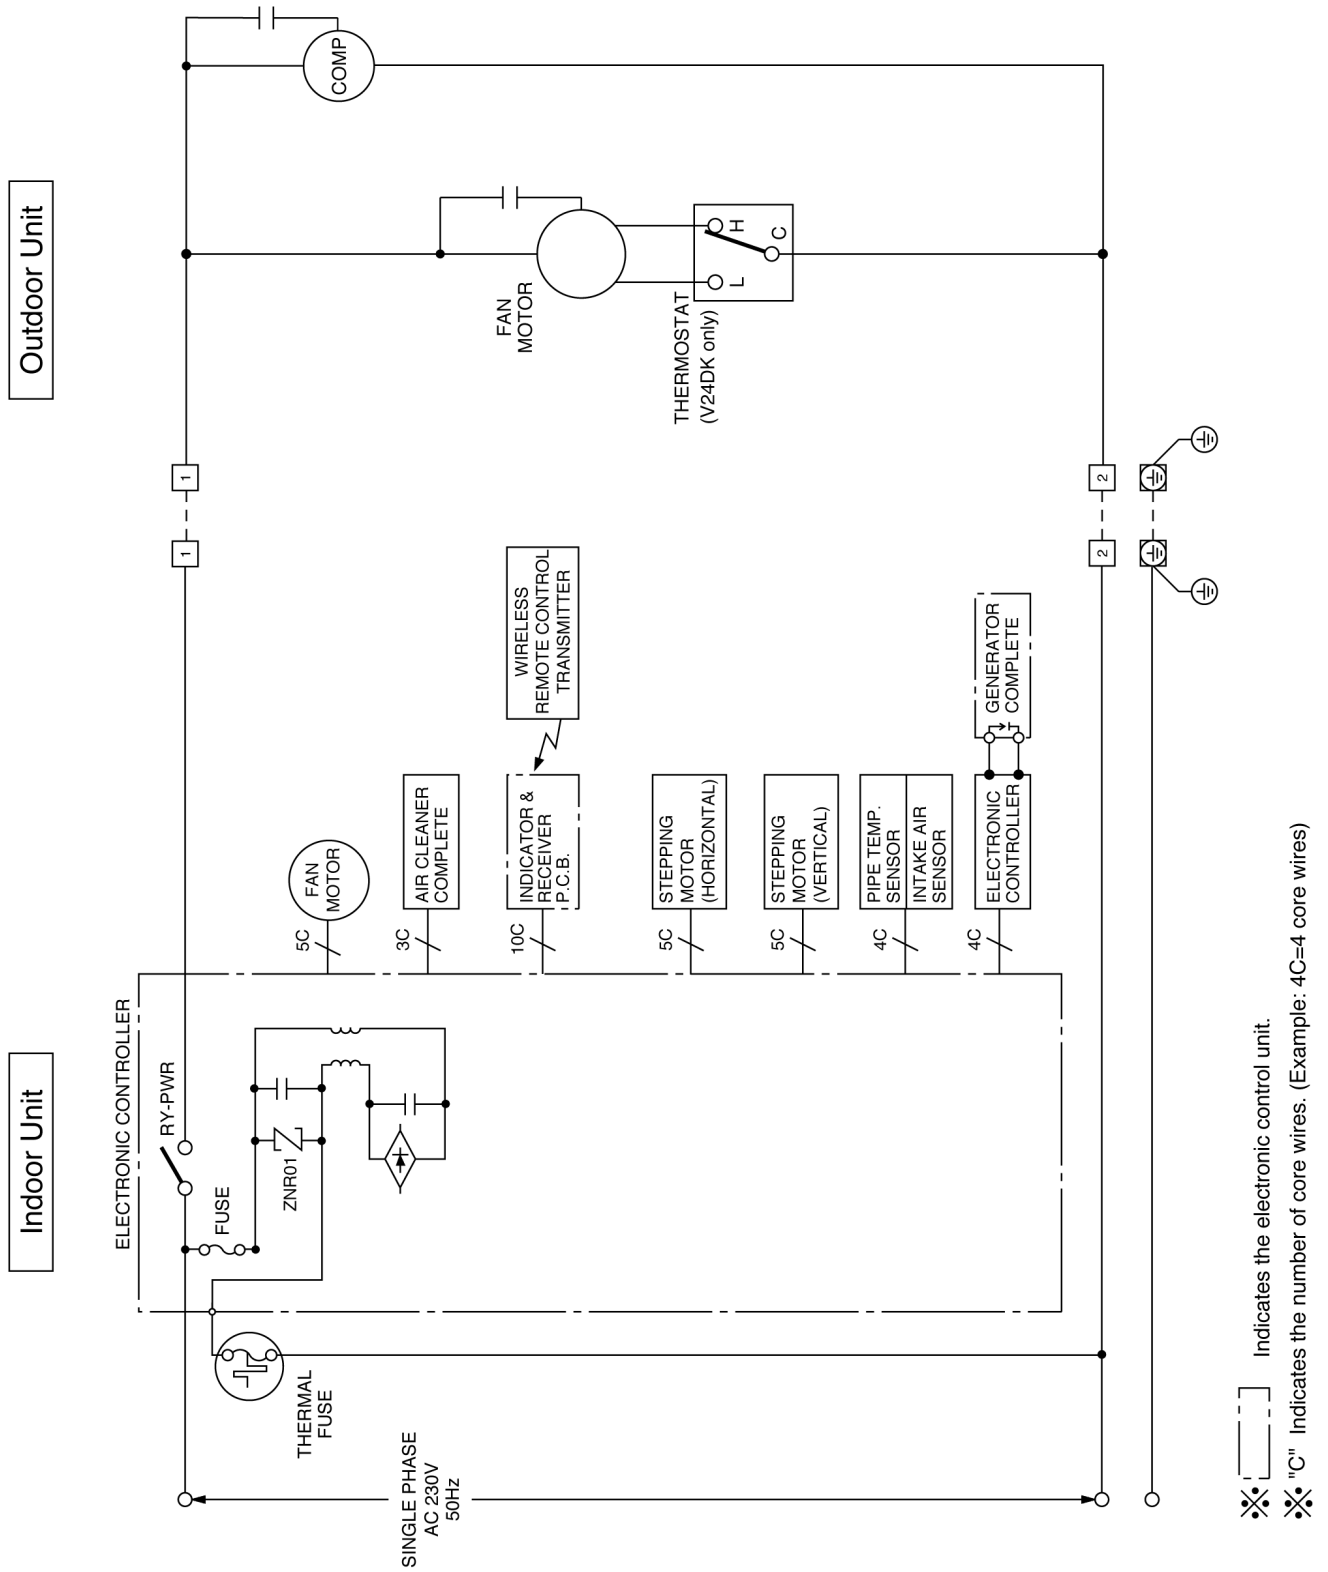 Indoor Unit
Outdoor Unit
ELECTRONIC CONTROLLER
RY-PWR
FUSE
ZNR01
THERMAL
FUSE
SINGLE PHASE
AC 230V
50Hz
5C
FAN
MOTOR
3C
AIR CLEANER
COMPLETE
10C
INDICATOR &
RECEIVER
P.C.B.
WIRELESS
REMOTE CONTROL
TRANSMITTER
5C
STEPPING
MOTOR
(HORIZONTAL)
5C
STEPPING
MOTOR
(VERTICAL)
4C
PIPE TEMP.
SENSOR
INTAKE AIR
SENSOR
4C
ELECTRONIC
CONTROLLER
GENERATOR
COMPLETE
1
1
2
2
FAN
MOTOR
THERMOSTAT
(V24DK only)
L
H
C
COMP
※ Indicates the electronic control unit.
※ "C" Indicates the number of core wires. (Example: 4C=4 core wires)